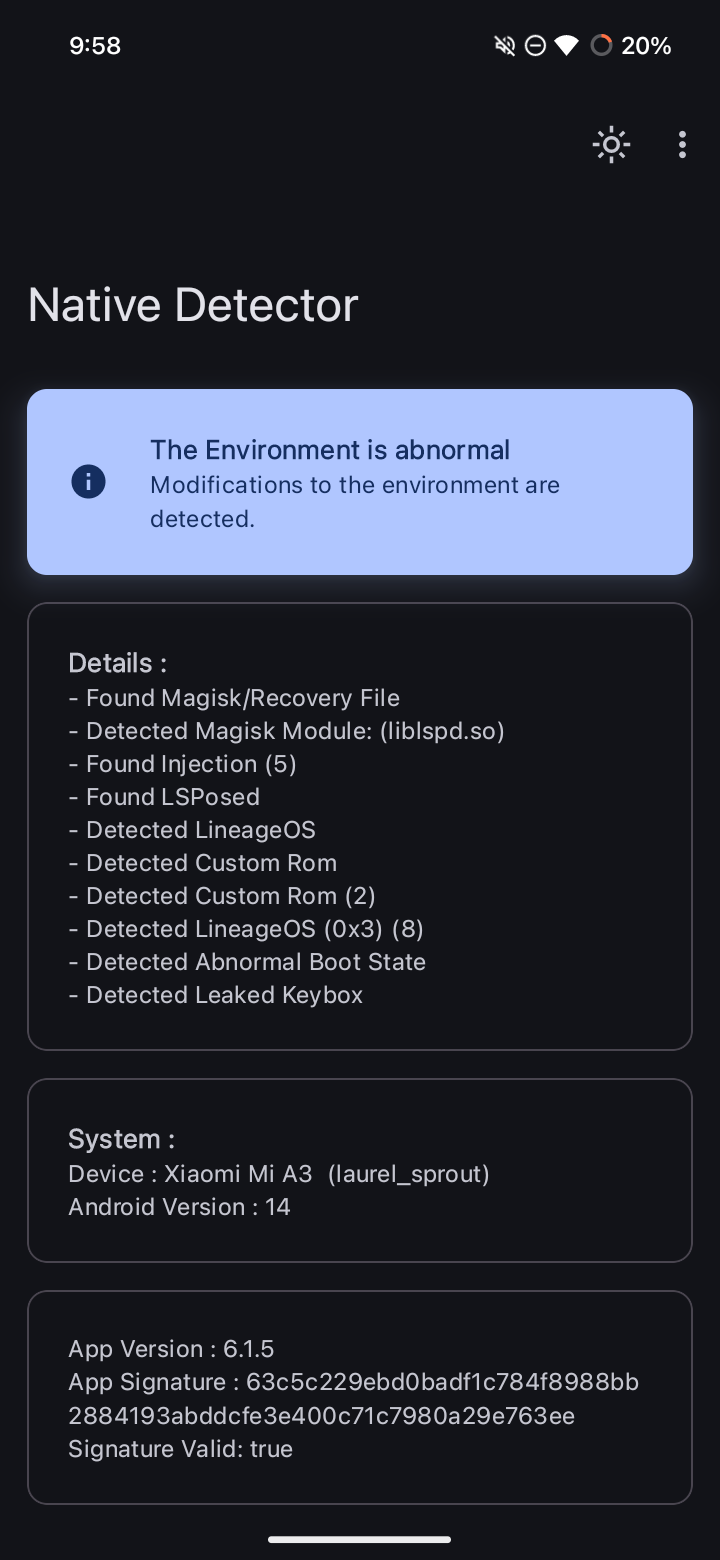 9:58
20%
Native Detector
The Environment is abnormal
Modifications to the environment are
detected.
Details :
- Found Magisk/Recovery File
- Detected Magisk Module: (liblspd.so)
- Found Injection (5)
- Found LSPosed
- Detected LineageOS
- Detected Custom Rom
- Detected Custom Rom (2)
- Detected LineageOS (0x3) (8)
- Detected Abnormal Boot State
- Detected Leaked Keybox
System :
Device : Xiaomi Mi A3  (laurel_sprout)
Android Version : 14
App Version : 6.1.5
App Signature : 63c5c229ebd0badf1c784f8988bb
2884193abddcfe3e400c71c7980a29e763ee
Signature Valid: true